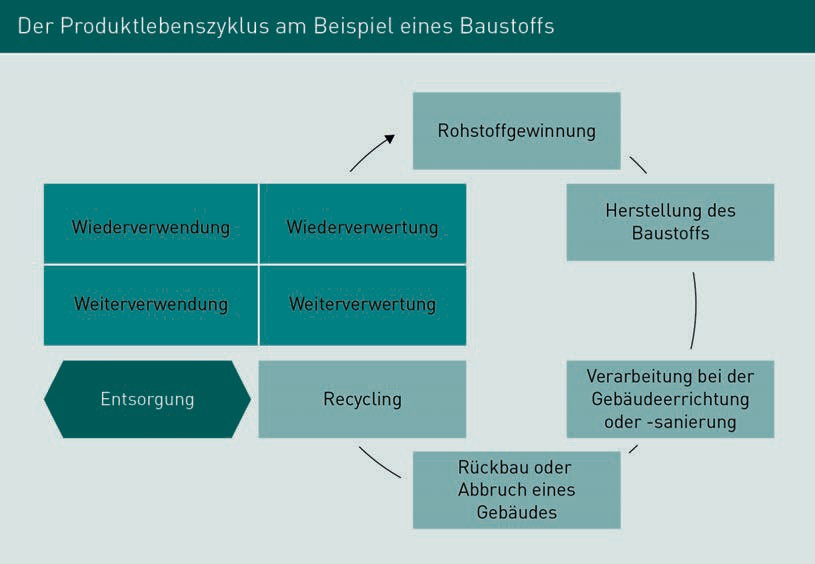 Der Produktlebenszyklus am Beispiel eines Baustoffs
Rohstoffgewinnung
Herstellung des
Baustoffs
Verarbeitung bei der
Gebäudeerrichtung
oder -sanierung
Rückbau oder
Abbruch eines
Gebäudes
Recycling
Entsorgung
Wiederverwendung
Wiederverwertung
Weiterverwendung
Weiterverwertung